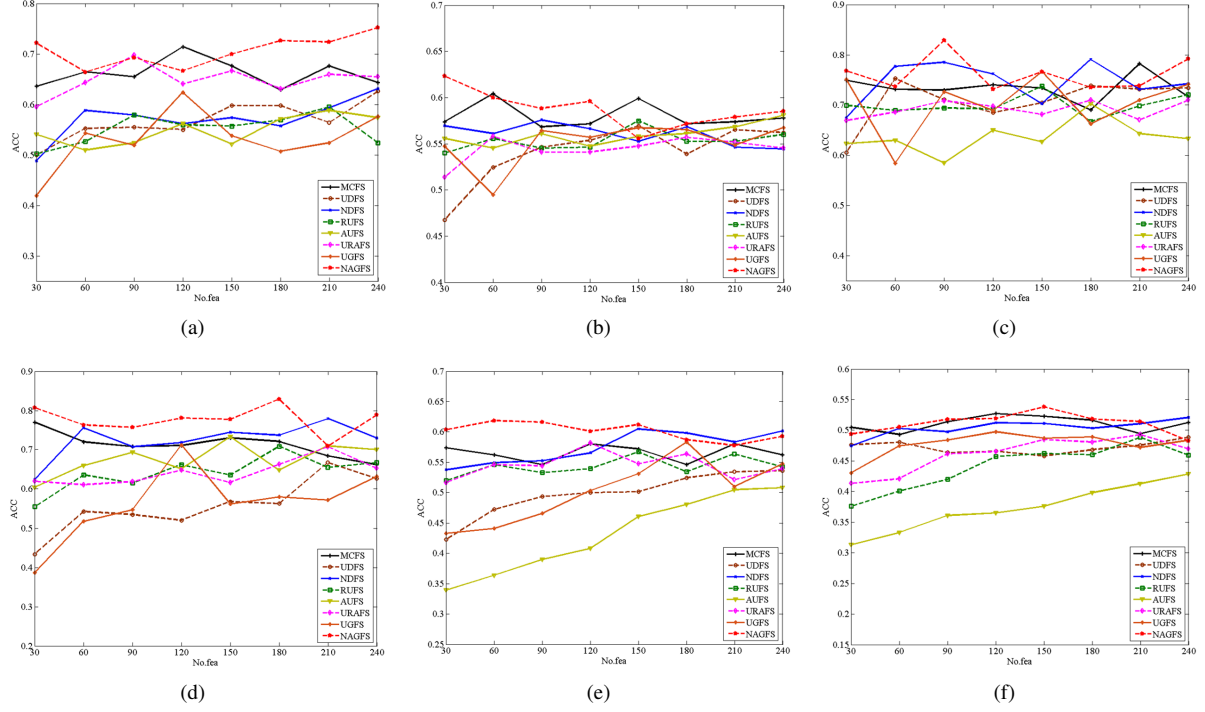 0.8
0.7
0.6
0.5
0.4
0.3
ACC
30 60 90 120 150 180 210 240
No.fea
MCFS
UDFS
NDFS
RUFS
AUFS
URAFS
UGFS
NAGFS
(a)
0.7
0.65
0.6
0.55
0.5
0.45
0.4
ACC
30 60 90 120 150 180 210 240
No.fea
MCFS
UDFS
NDFS
RUFS
AUFS
URAFS
UGFS
NAGFS
(b)
0.9
0.8
0.7
0.6
0.5
0.4
ACC
30 60 90 120 150 180 210 240
No.fea
MCFS
UDFS
NDFS
RUFS
AUFS
URAFS
UGFS
NAGFS
(c)
0.9
0.8
0.7
0.6
0.5
0.4
0.3
0.2
ACC
30 60 90 120 150 180 210 240
No.fea
MCFS
UDFS
NDFS
RUFS
AUFS
URAFS
UGFS
NAGFS
(d)
0.7
0.65
0.6
0.55
0.5
0.45
0.4
0.35
0.3
0.25
ACC
30 60 90 120 150 180 210 240
No.fea
MCFS
UDFS
NDFS
RUFS
AUFS
URAFS
UGFS
NAGFS
(e)
0.6
0.55
0.5
0.45
0.4
0.35
0.3
0.25
0.2
0.15
ACC
30 60 90 120 150 180 210 240
No.fea
MCFS
UDFS
NDFS
RUFS
AUFS
URAFS
UGFS
NAGFS
(f)